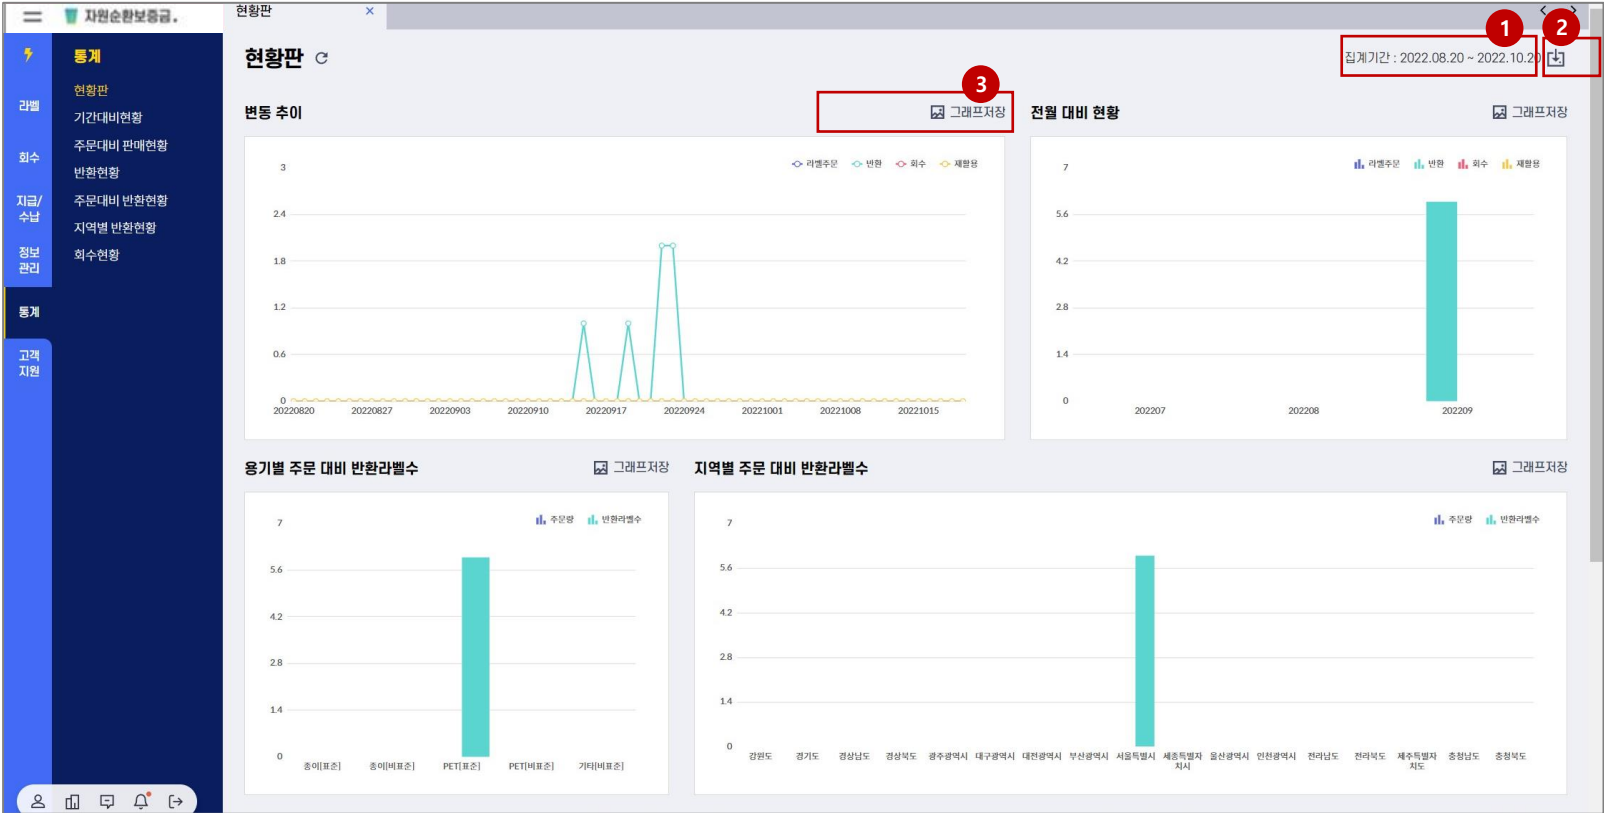 자원순환보증금.
현황판 ×
통계
현황판
기간대비현황
주문대비 판매현황
반환현황
주문대비 반환현황
지역별 반환현황
회수현황
라벨
회수
지급/
수납
정보
관리
통계
고객
지원
현황판
1
2
집계기간 : 2022.08.20 ~ 2022.10.20
3
변동 추이
그래프저장
라벨주문 반환 회수 재활용
3
2.4
1.8
1.2
0.6
0
20220820 20220827 20220903 20220910 20220917 20220924 20221001 20221008 20221015
전월 대비 현황
그래프저장
라벨주문 반환 회수 재활용
7
5.6
4.2
2.8
1.4
0
202207 202208 202209
용기별 주문 대비 반환라벨수
그래프저장
주문량 반환라벨수
7
5.6
4.2
2.8
1.4
0
종이[표준] 종이[비표준] PET[표준] PET[비표준] 기타[비표준]
지역별 주문 대비 반환라벨수
그래프저장
주문량 반환라벨수
7
5.6
4.2
2.8
1.4
0
강원도 경기도 경상남도 경상북도 광주광역시 대구광역시 대전광역시 부산광역시 서울특별시 세종특별자 울산광역시 인천광역시 전라남도 전라북도 제주특별자 충청남도 충청북도
치시 치도